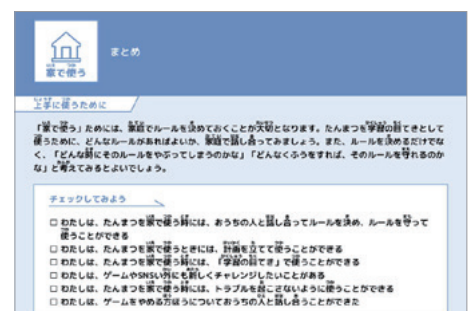 家で使う
まとめ
上手に使うために
「家で使う」ためには、家庭でルールを決めておくことが大切となります。たんまつを学習の目てきとして
使うために、どんなルールがあればよいか、家庭で話し合ってみましょう。また、ルールを決めるだけでな
く、「どんな時にそのルールをやぶってしまうのかな」「どんなくふうをすれば、そのルールを守れるのか
な」と考えてみるとよいでしょう。
チェックしてみよう
□ わたしは、たんまつを家で使う時には、おうちの人と話し合ってルールを決め、ルールを守って
使うことができる
□ わたしは、たんまつを家で使うときには、計画を立てて使うことができる
□ わたしは、たんまつを家で使う時には、「学習の目てき」で使うことができる
□ わたしは、ゲームやSNSい外にも新しくチャレンジしたいことがある
□ わたしは、たんまつを家で使う時には、トラブルを起こさないように使うことができる
□ わたしは、ゲームをやめる方ほうについておうちの人と話し合うことができた